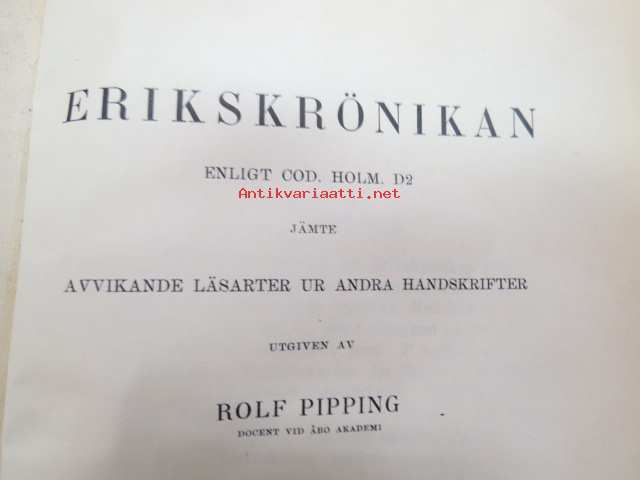 ERIKSKRÖNIKAN
ENLIGT COD. HOLM. D2
Antikvariaatti.net
JÄMTE
AVVIKANDE LÄSARTER UR ANDRA HANDSKRIFTER
UTGIVEN AV
ROLF PIPPING
DOCENT VID ÅBO AKADEMI